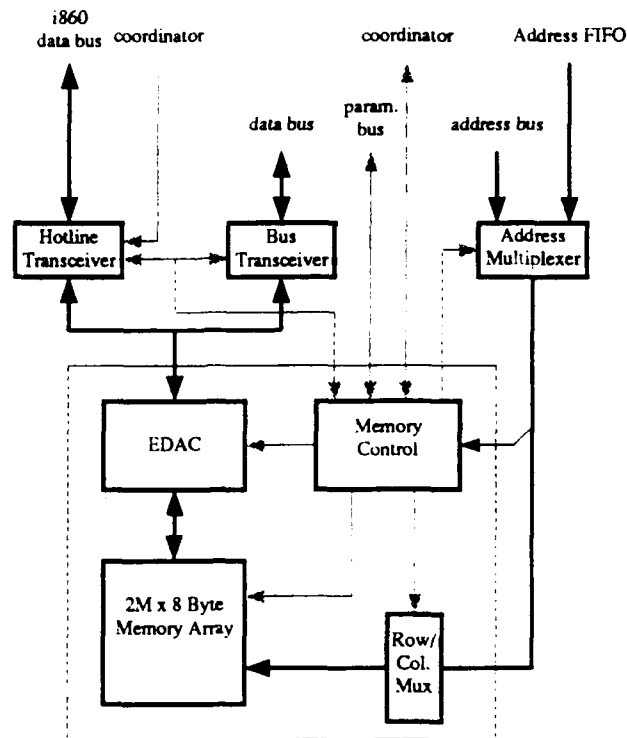 i860
data bus
coordinator
coordinator
Address FIFO
data bus
param.
bus
address bus
Hotline
Transceiver
Bus
Transceiver
Address
Multiplexer
EDAC
Memory
Control
2M x 8 Byte
Memory Array
Row/
Col.
Mux